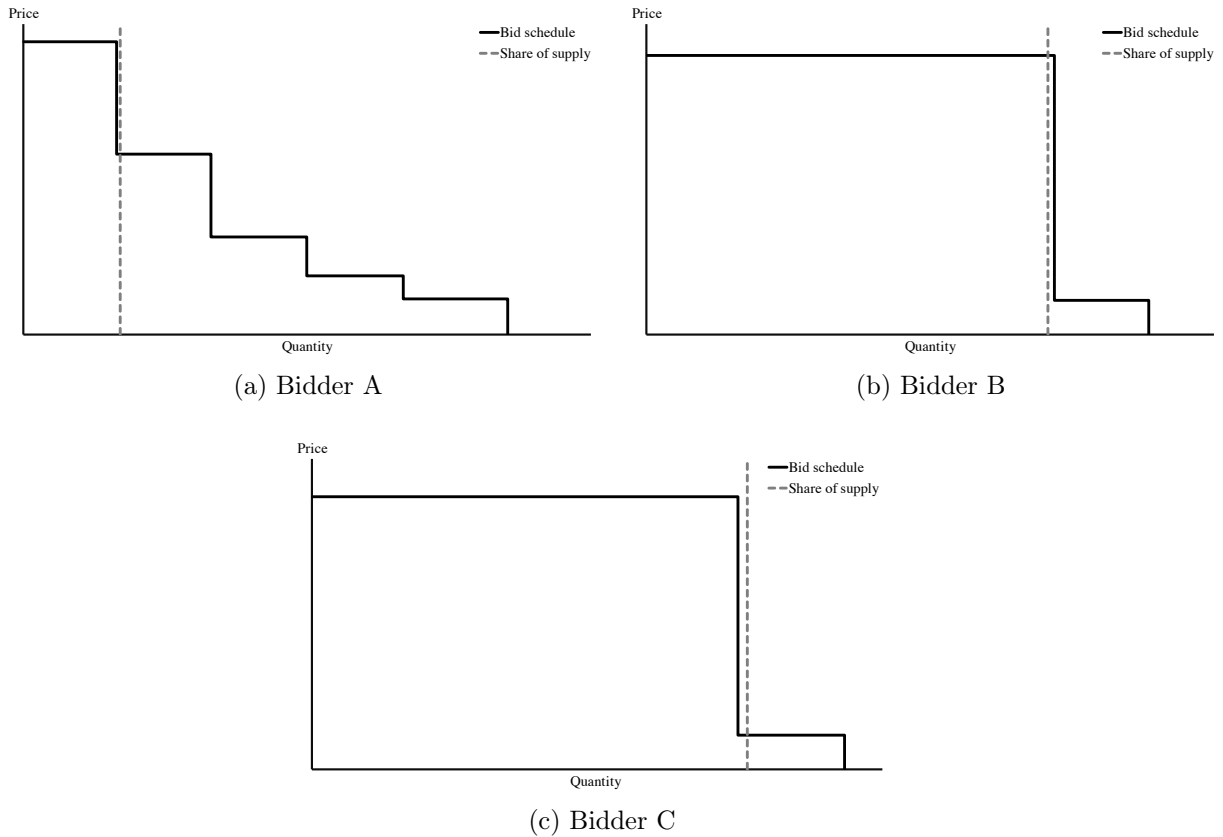 Price
Bid schedule
Share of supply
Quantity
(a) Bidder A
Price
Bid schedule
Share of supply
Quantity
(b) Bidder B
Price
Bid schedule
Share of supply
Quantity
(c) Bidder C